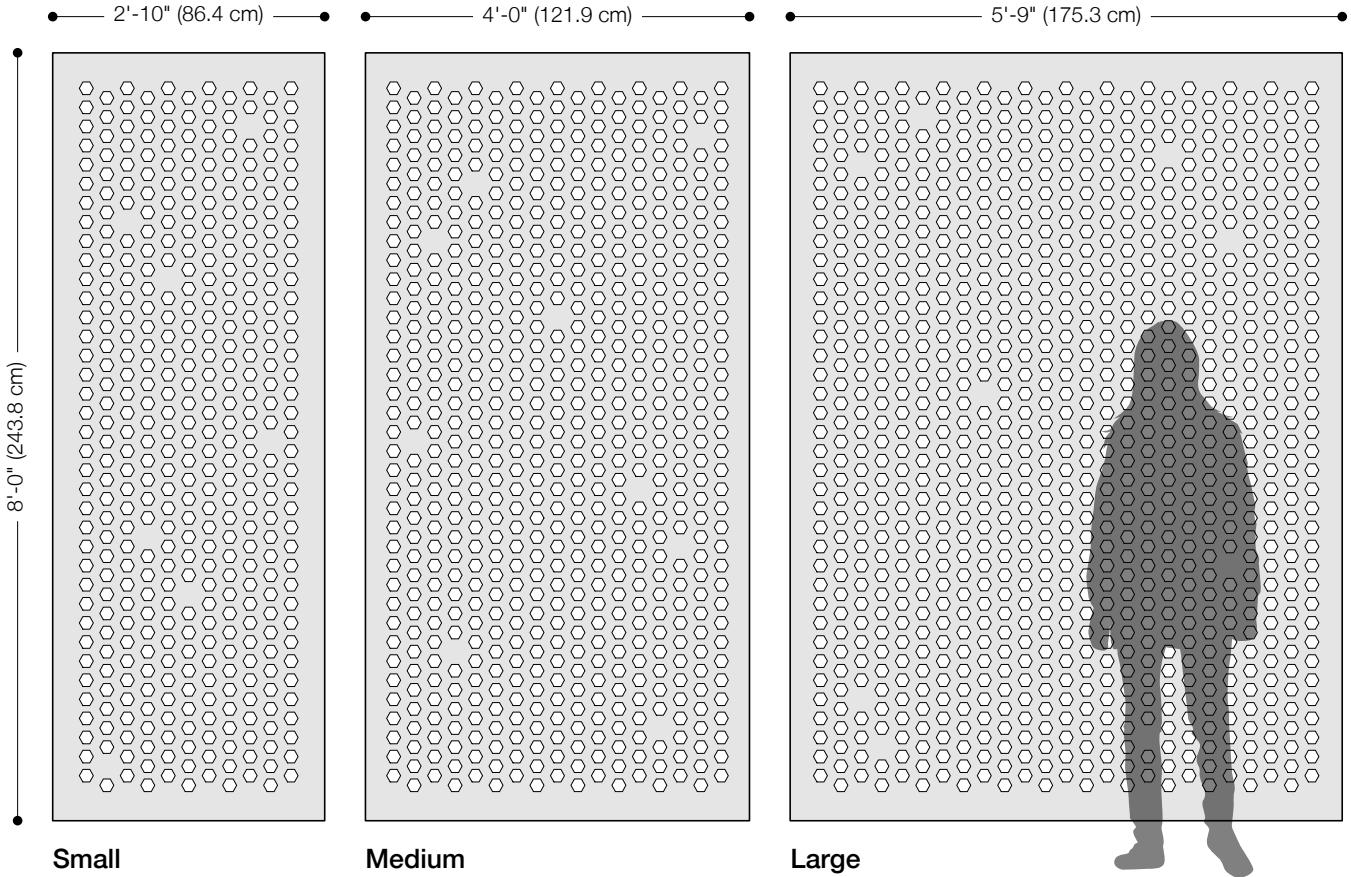 2'-10" (86.4 cm)
4'-0" (121.9 cm)
5'-9" (175.3 cm)
8'-0" (243.8 cm)
Small
Medium
Large